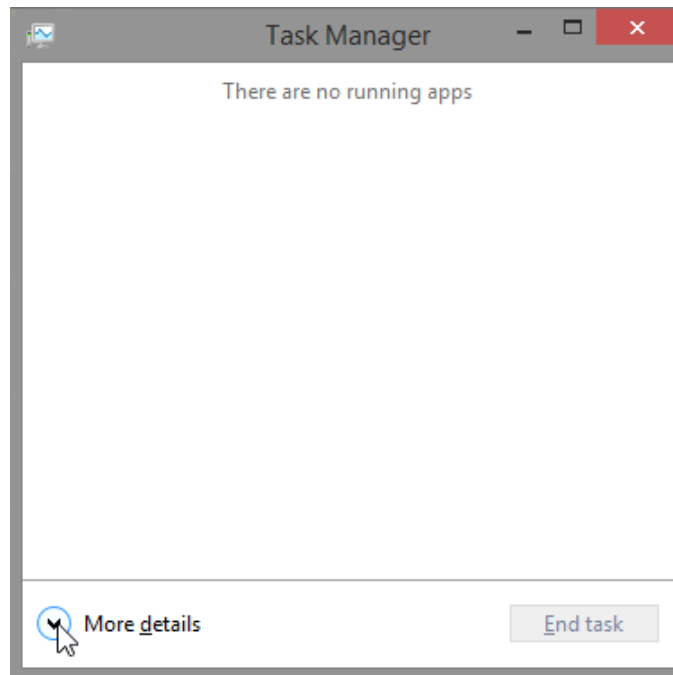 Task Manager
There are no running apps
More details
End task